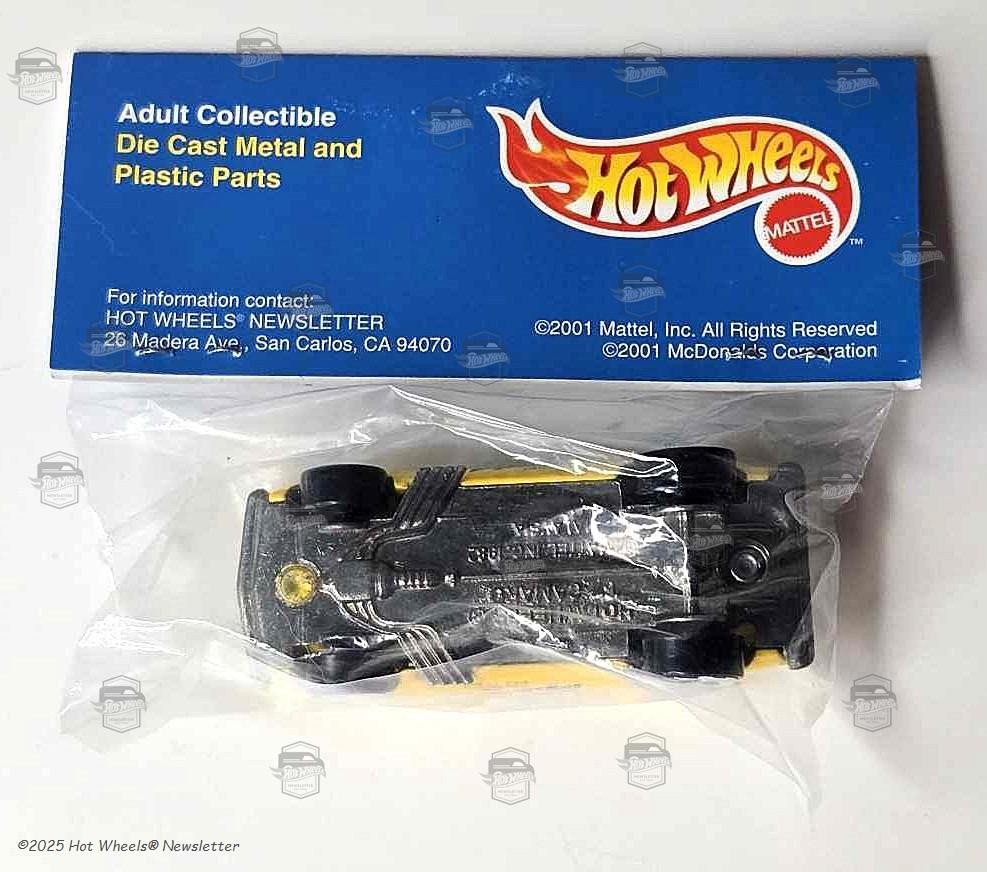 Adult Collectible
Die Cast Metal and
Plastic Parts
HOT WHEELS
MATTEL
TM
For information contact:
HOT WHEELS® NEWSLETTER
26 Madera Ave., San Carlos, CA 94070
©2001 Mattel, Inc. All Rights Reserved
©2001 McDonalds Corporation
©2025 Hot Wheels® Newsletter